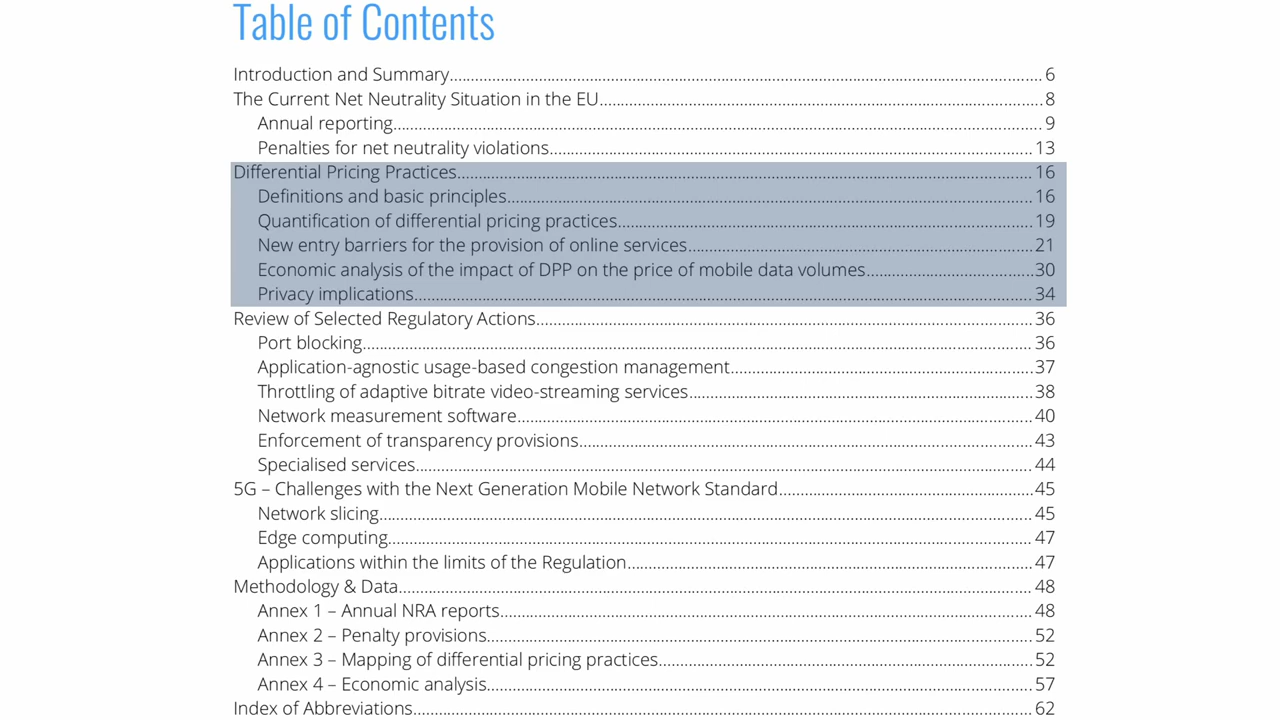 Table of Contents
Introduction and Summary 6
The Current Net Neutrality Situation in the EU 8
Annual reporting 9
Penalties for net neutrality violations 13
Differential Pricing Practices 16
Definitions and basic principles 16
Quantification of differential pricing practices 19
New entry barriers for the provision of online services 21
Economic analysis of the impact of DPP on the price of mobile data volumes 30
Privacy implications 34
Review of Selected Regulatory Actions 36
Port blocking 36
Application-agnostic usage-based congestion management 37
Throttling of adaptive bitrate video-streaming services 38
Network measurement software 40
Enforcement of transparency provisions 43
Specialised services 44
5G – Challenges with the Next Generation Mobile Network Standard 45
Network slicing 45
Edge computing 47
Applications within the limits of the Regulation 47
Methodology & Data 48
Annex 1 – Annual NRA reports 48
Annex 2 – Penalty provisions 52
Annex 3 – Mapping of differential pricing practices 52
Annex 4 – Economic analysis 57
Index of Abbreviations 62